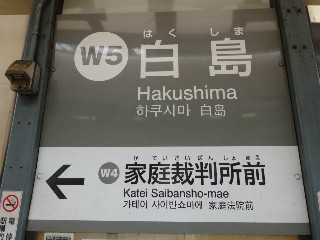 はくしま
W5 白島
Hakushima
하쿠시마 白岛
かていさいばんしょまえ
W4 家庭裁判所前
Katei Saibansho-mae
가테이 사이반쇼마에 家庭法院前